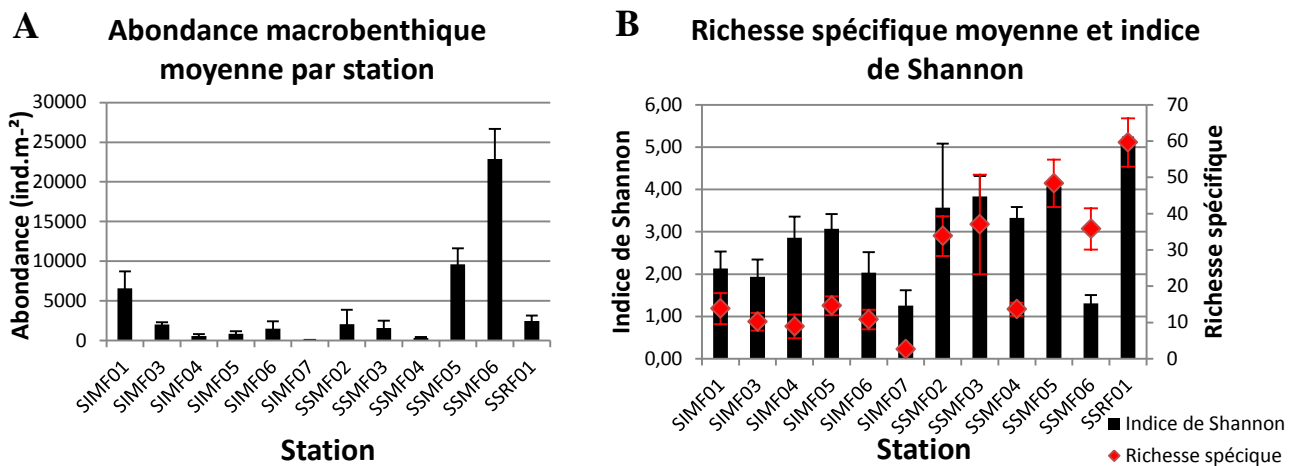 A
Abondance macrobenthique
moyenne par station
Abondance (ind.m-²)
30000
25000
20000
15000
10000
5000
0
SIMF01
SIMF03
SIMF04
SIMF05
SIMF06
SIMF07
SSMF02
SSMF03
SSMF04
SSMF05
SSMF06
SSRF01
Station
B
Richesse spécifique moyenne et indice
de Shannon
Indice de Shannon
6,00
5,00
4,00
3,00
2,00
1,00
0,00
70
60
50
40
30
20
10
0
Richesse spécifique
SIMF01
SIMF03
SIMF04
SIMF05
SIMF06
SIMF07
SSMF02
SSMF03
SSMF04
SSMF05
SSMF06
SSRF01
Station
Indice de Shannon
Richesse spécique